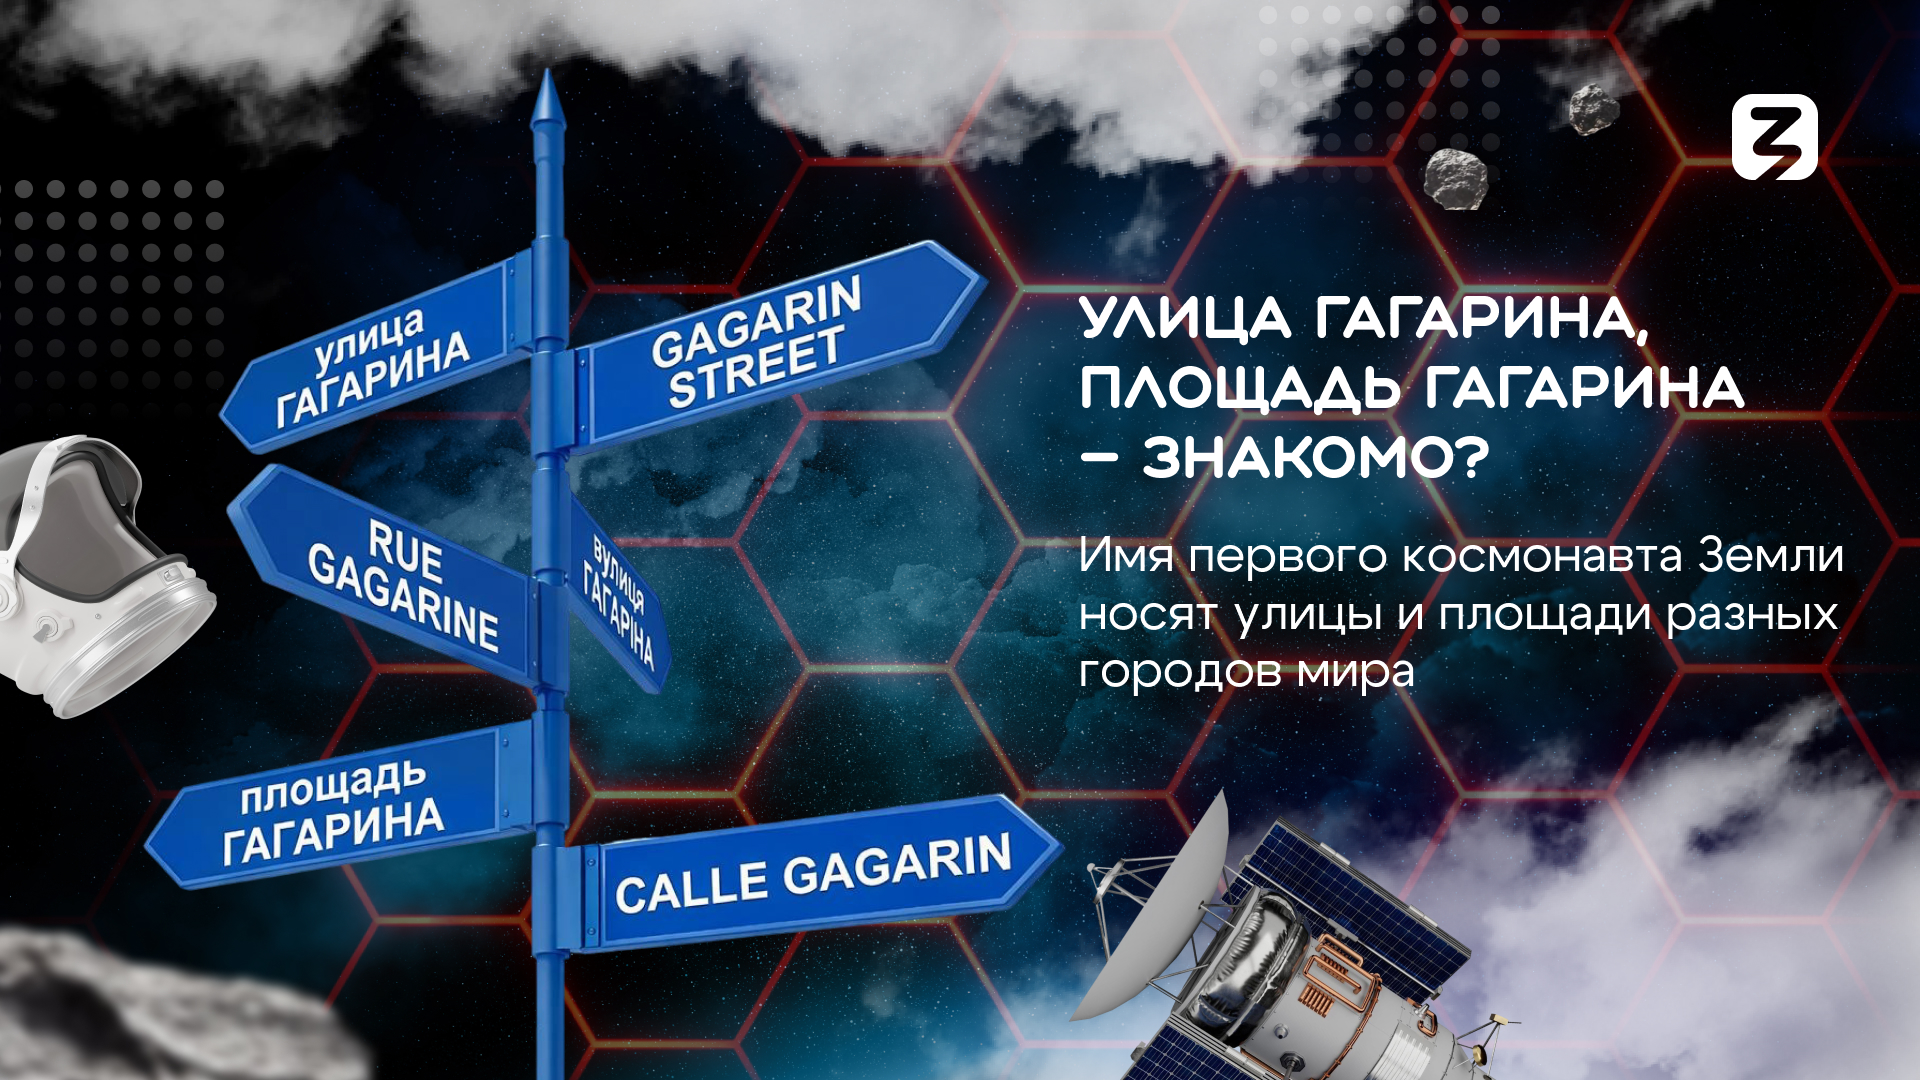 улица
ГАГАРИНА
GAGARIN
STREET
RUE
GAGARINE
вулиця
ГАГАРІНА
площадь
ГАГАРИНА
CALLE GAGARIN
УЛИЦА ГАГАРИНА,
ПЛОЩАДЬ ГАГАРИНА
– ЗНАКОМО?
Имя первого космонавта Земли
носят улицы и площади разных
городов мира